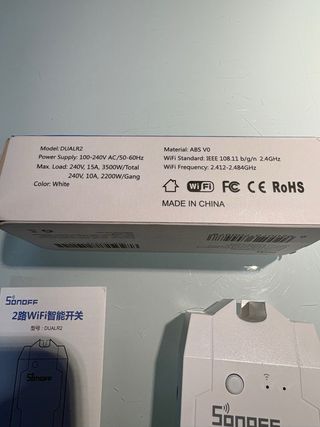 Model: DUALR2
Power Supply: 100-240V AC/50-60Hz
Max. Load: 240V, 15A, 3500W/Total
240V, 10A, 2200W/Gang
Color: White
Material: ABS V0
WiFi Standard: IEEE 108.11 b/g/n 2.4GHz
WiFi Frequency: 2.412-2.484GHz
WiFi FC CE RoHS
MADE IN CHINA
SONOFF
2路WiFi智能开关
型号: DUALR2
SONOFF